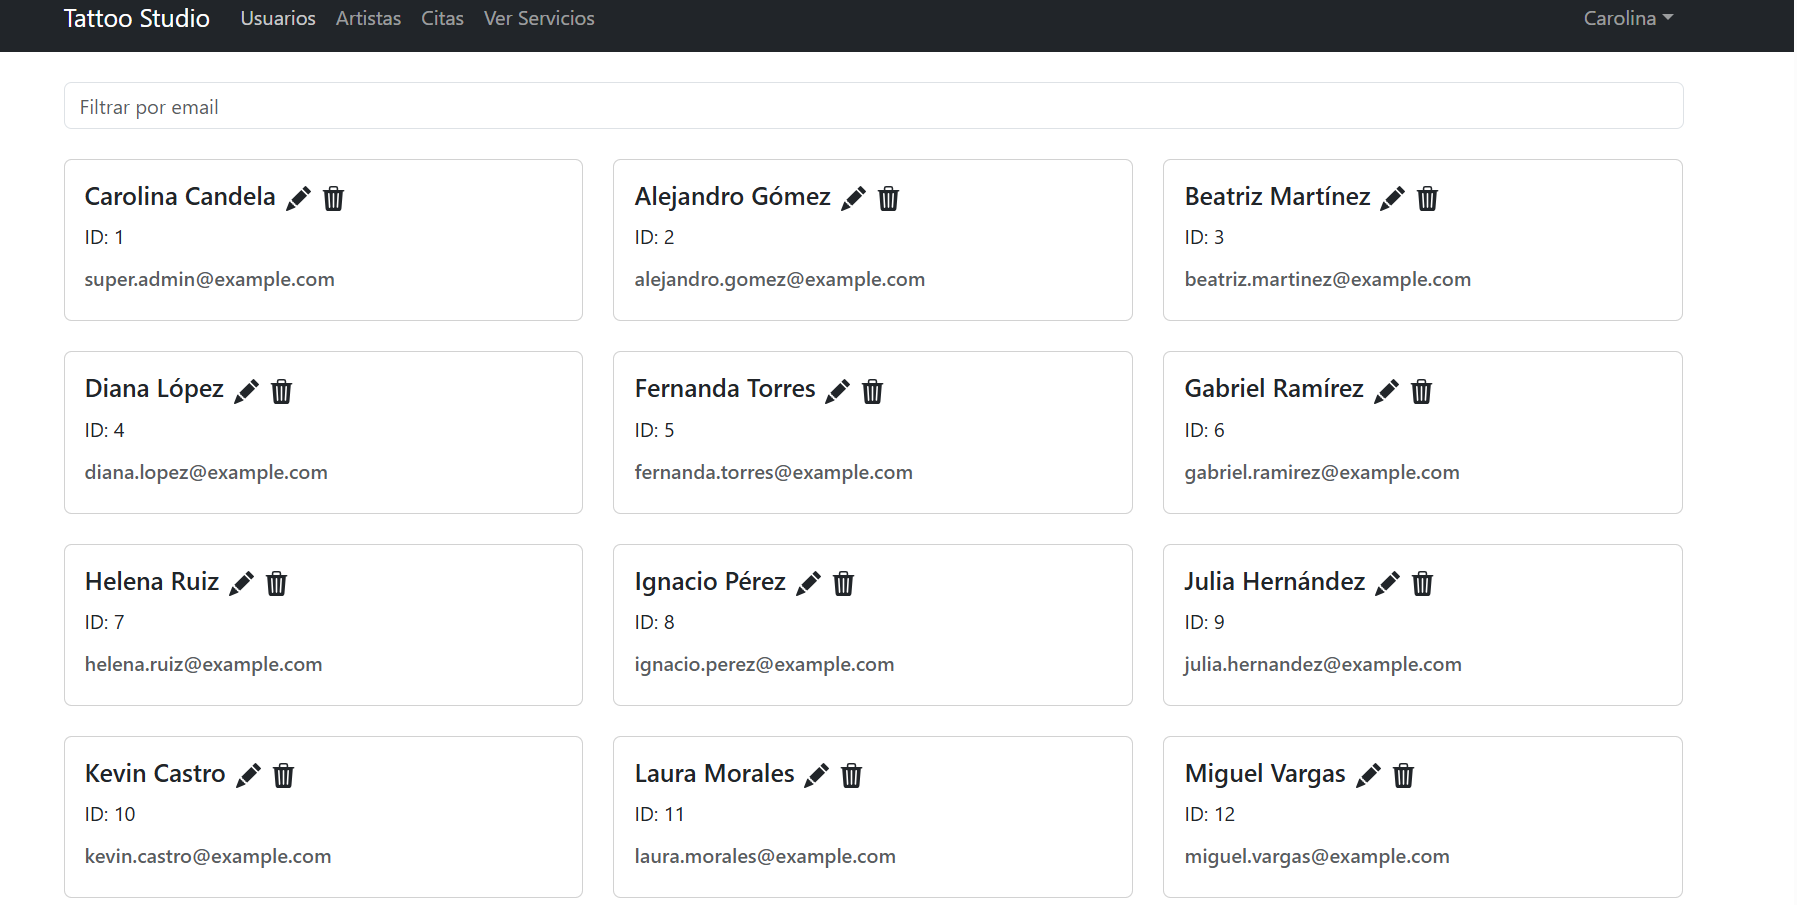 Tattoo Studio Usuarios Artistas Citas Ver Servicios Carolina
Filtrar por email
Carolina Candela
ID: 1
super.admin@example.com
Alejandro Gómez
ID: 2
alejandro.gomez@example.com
Beatriz Martínez
ID: 3
beatriz.martinez@example.com
Diana López
ID: 4
diana.lopez@example.com
Fernanda Torres
ID: 5
fernanda.torres@example.com
Gabriel Ramírez
ID: 6
gabriel.ramirez@example.com
Helena Ruiz
ID: 7
helena.ruiz@example.com
Ignacio Pérez
ID: 8
ignacio.perez@example.com
Julia Hernández
ID: 9
julia.hernandez@example.com
Kevin Castro
ID: 10
kevin.castro@example.com
Laura Morales
ID: 11
laura.morales@example.com
Miguel Vargas
ID: 12
miguel.vargas@example.com